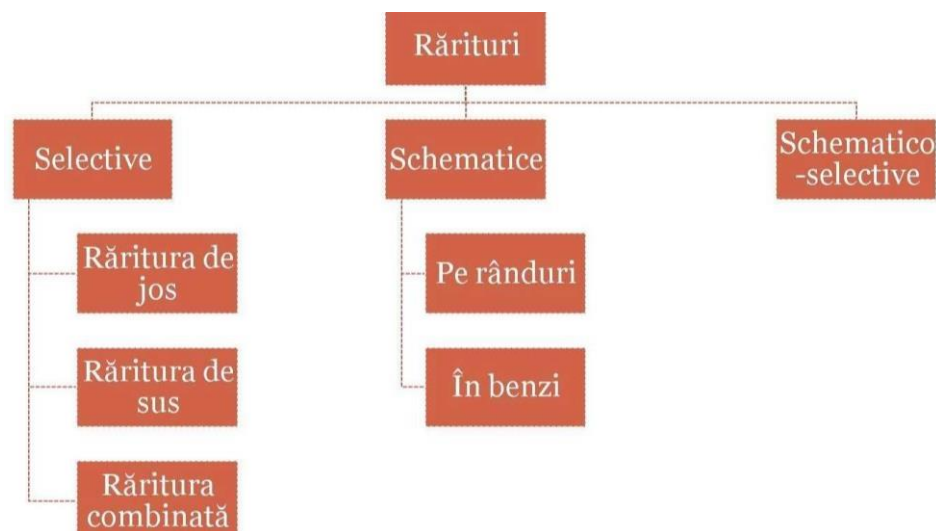 Rărituri
Selective
Schematice
Schematico
-selective
Răritura de
jos
Pe rânduri
Răritura de
sus
În benzi
Răritura
combinată